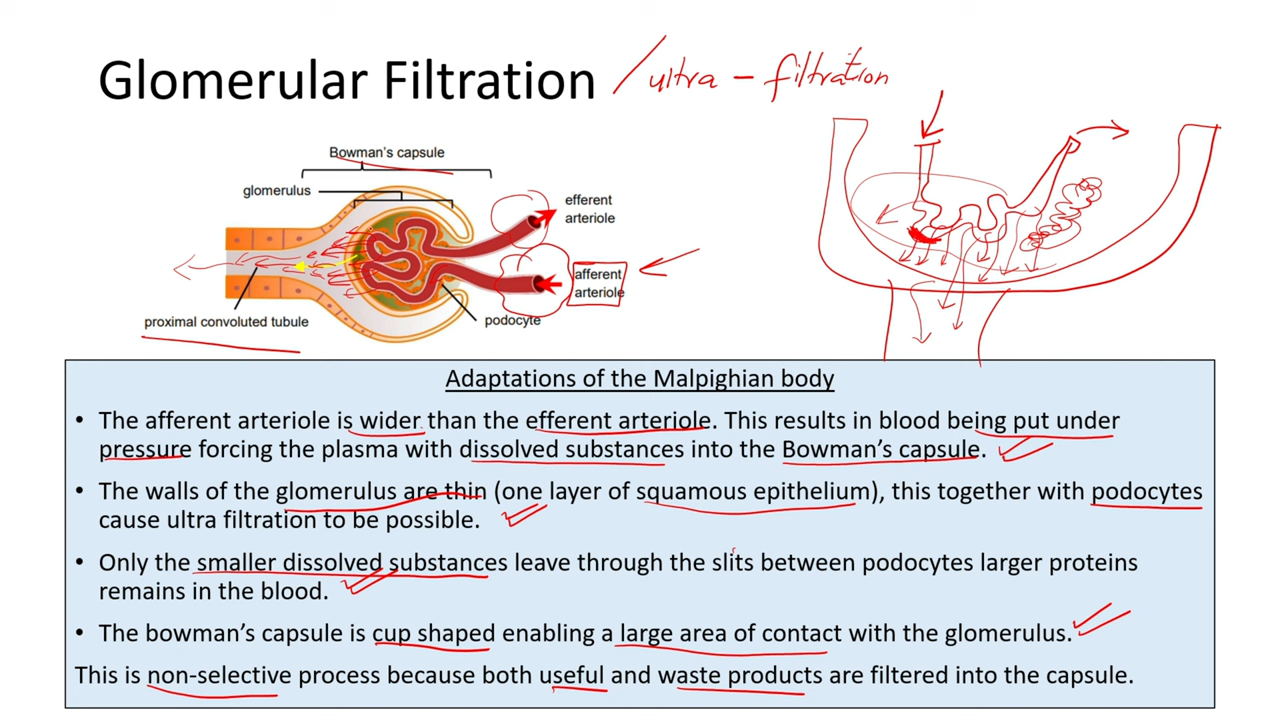 Glomerular Filtration /ultra - filtration
Bowman's capsule
glomerulus
efferent
arteriole
afferent
arteriole
podocyte
proximal convoluted tubule
Adaptations of the Malpighian body
• The afferent arteriole is wider than the efferent arteriole. This results in blood being put under
pressure forcing the plasma with dissolved substances into the Bowman's capsule.
• The walls of the glomerulus are thin (one layer of squamous epithelium), this together with podocytes
cause ultra filtration to be possible.
• Only the smaller dissolved substances leave through the slits between podocytes larger proteins
remains in the blood.
• The bowman's capsule is cup shaped enabling a large area of contact with the glomerulus.
This is non-selective process because both useful and waste products are filtered into the capsule.